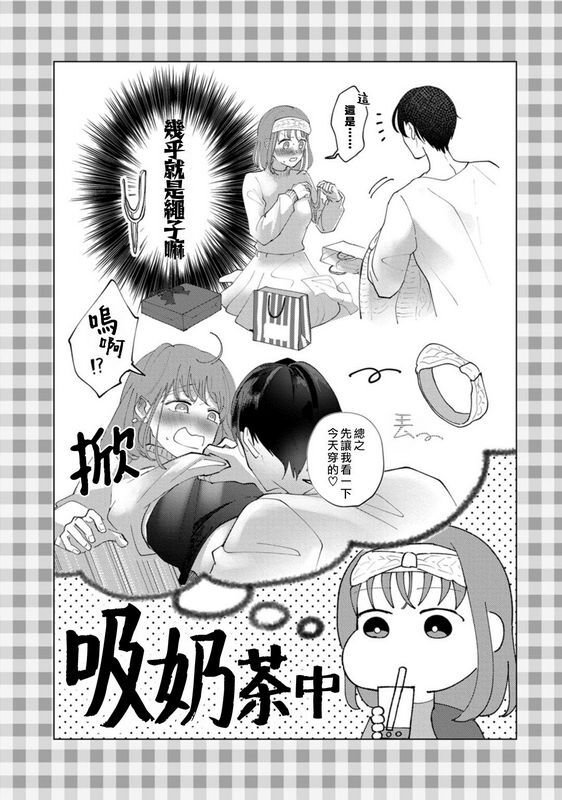 這
這是……
幾乎就是繩子嘛
嗚啊!?
丟
總之
先讓我看一下
今天穿的♡
掀
吸奶茶中